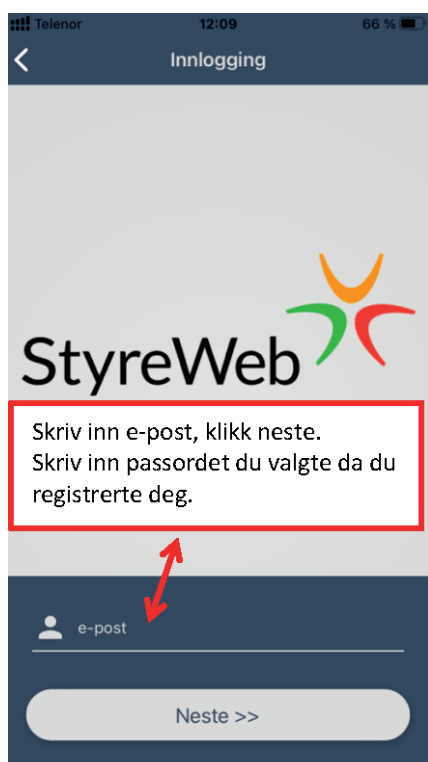 Telenor 12:09 66 %
Innlogging
StyreWeb
Skriv inn e-post, klikk neste.
Skriv inn passordet du valgte da du
registrerte deg.
e-post
Neste >>